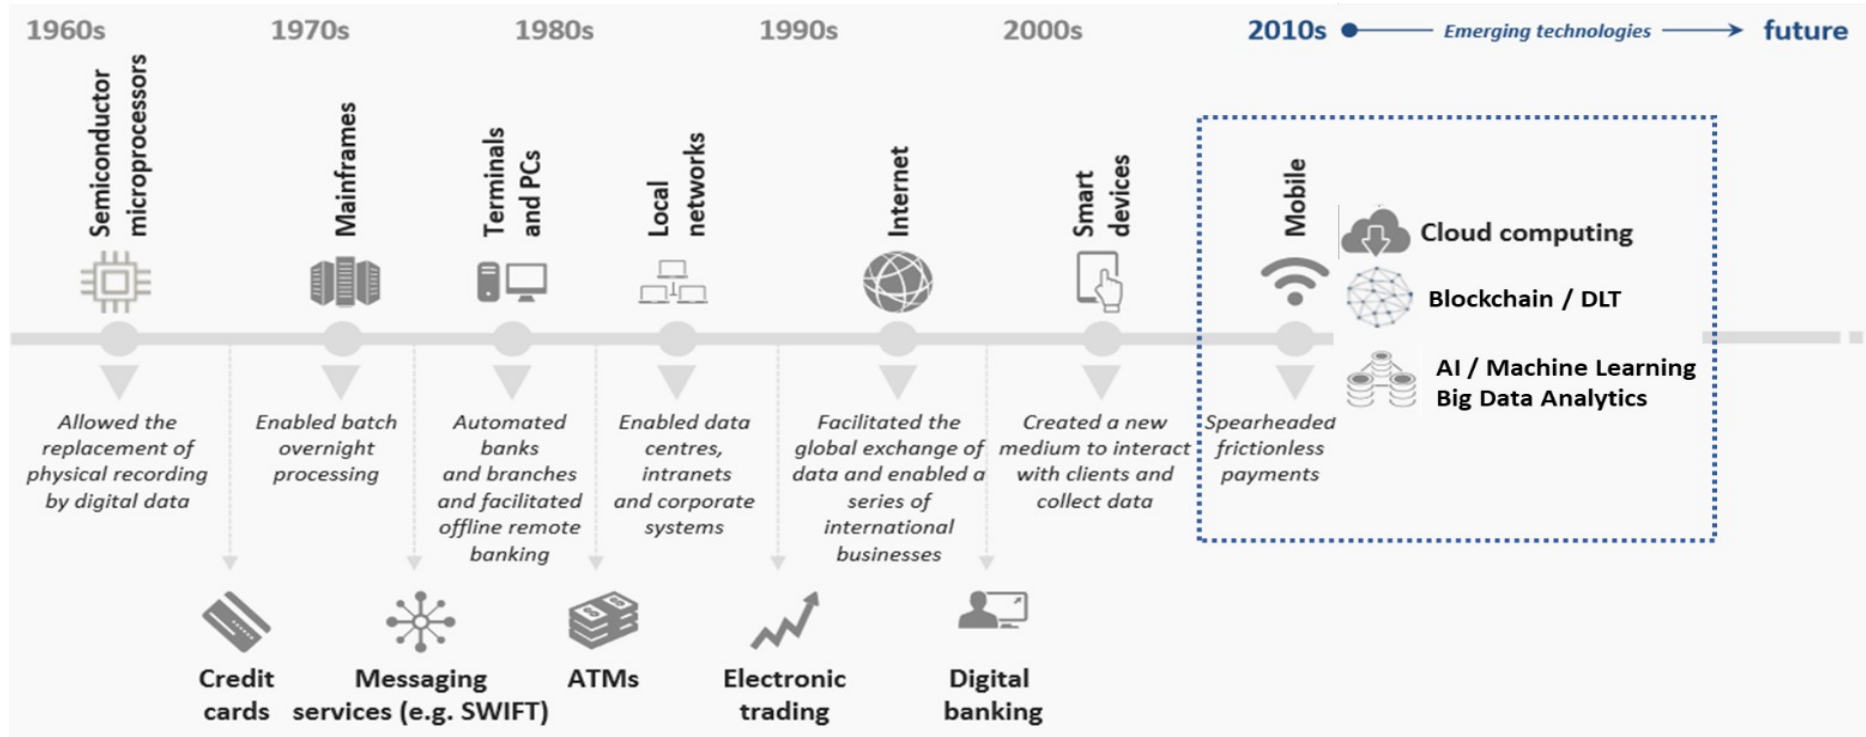 1960s
1970s
1980s
1990s
2000s
2010s
Emerging technologies
future
Semiconductor
microprocessors
Mainframes
Terminals
and PCs
Local
networks
Internet
Smart
devices
Mobile
Cloud computing
Blockchain / DLT
AI / Machine Learning
Big Data Analytics
Allowed the
replacement of
physical recording
by digital data
Enabled batch
overnight
processing
Automated
banks
and branches
and facilitated
offline remote
banking
Enabled data
centres,
intranets
and corporate
systems
Facilitated the
global exchange of
data and enabled a
series of
international
businesses
Created a new
medium to interact
with clients and
collect data
Spearheaded
frictionless
payments
Credit
cards
Messaging
services (e.g. SWIFT)
ATMs
Electronic
trading
Digital
banking